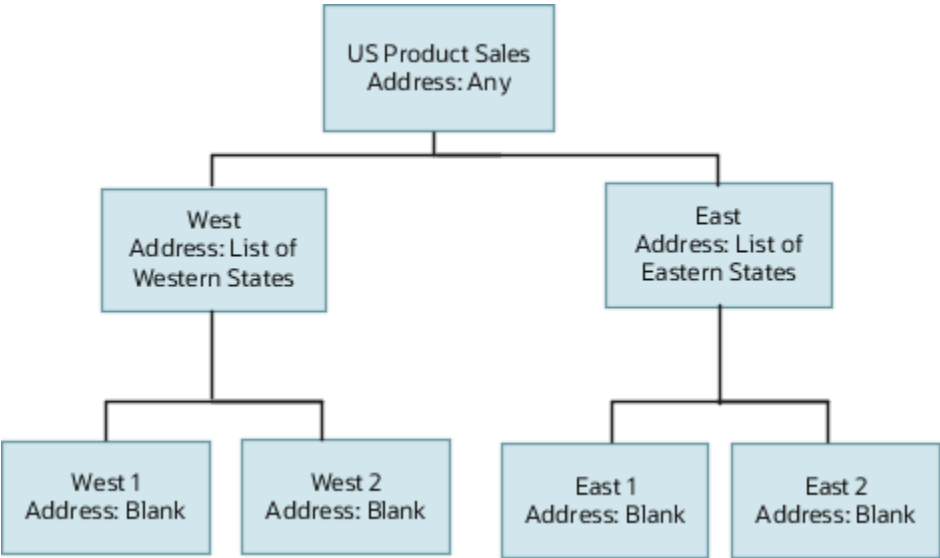 US Product Sales
Address: Any
West
Address: List of
Western States
East
Address: List of
Eastern States
West 1
Address: Blank
West 2
Address: Blank
East 1
Address: Blank
East 2
Address: Blank